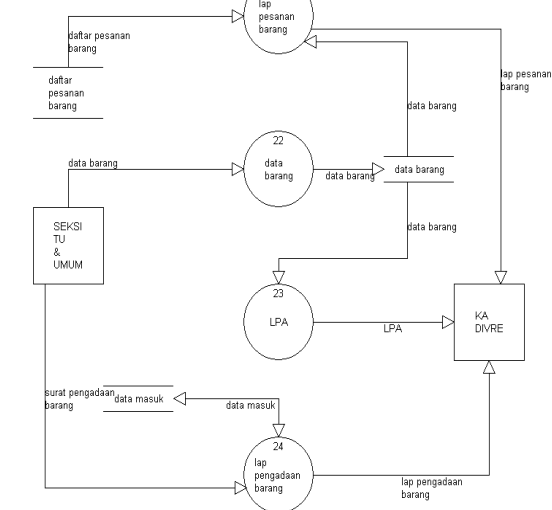 lap
pesanan
barang
daftar pesanan
barang
daftar
pesanan
barang
lap pesanan
barang
data barang
22
data
barang
data barang
data barang
data barang
data barang
SEKSI
TU
&
UMUM
23
LPA
LPA
KA
DIVRE
surat pengadaan
barang
data masuk
data masuk
24
lap
pengadaan
barang
lap pengadaan
barang